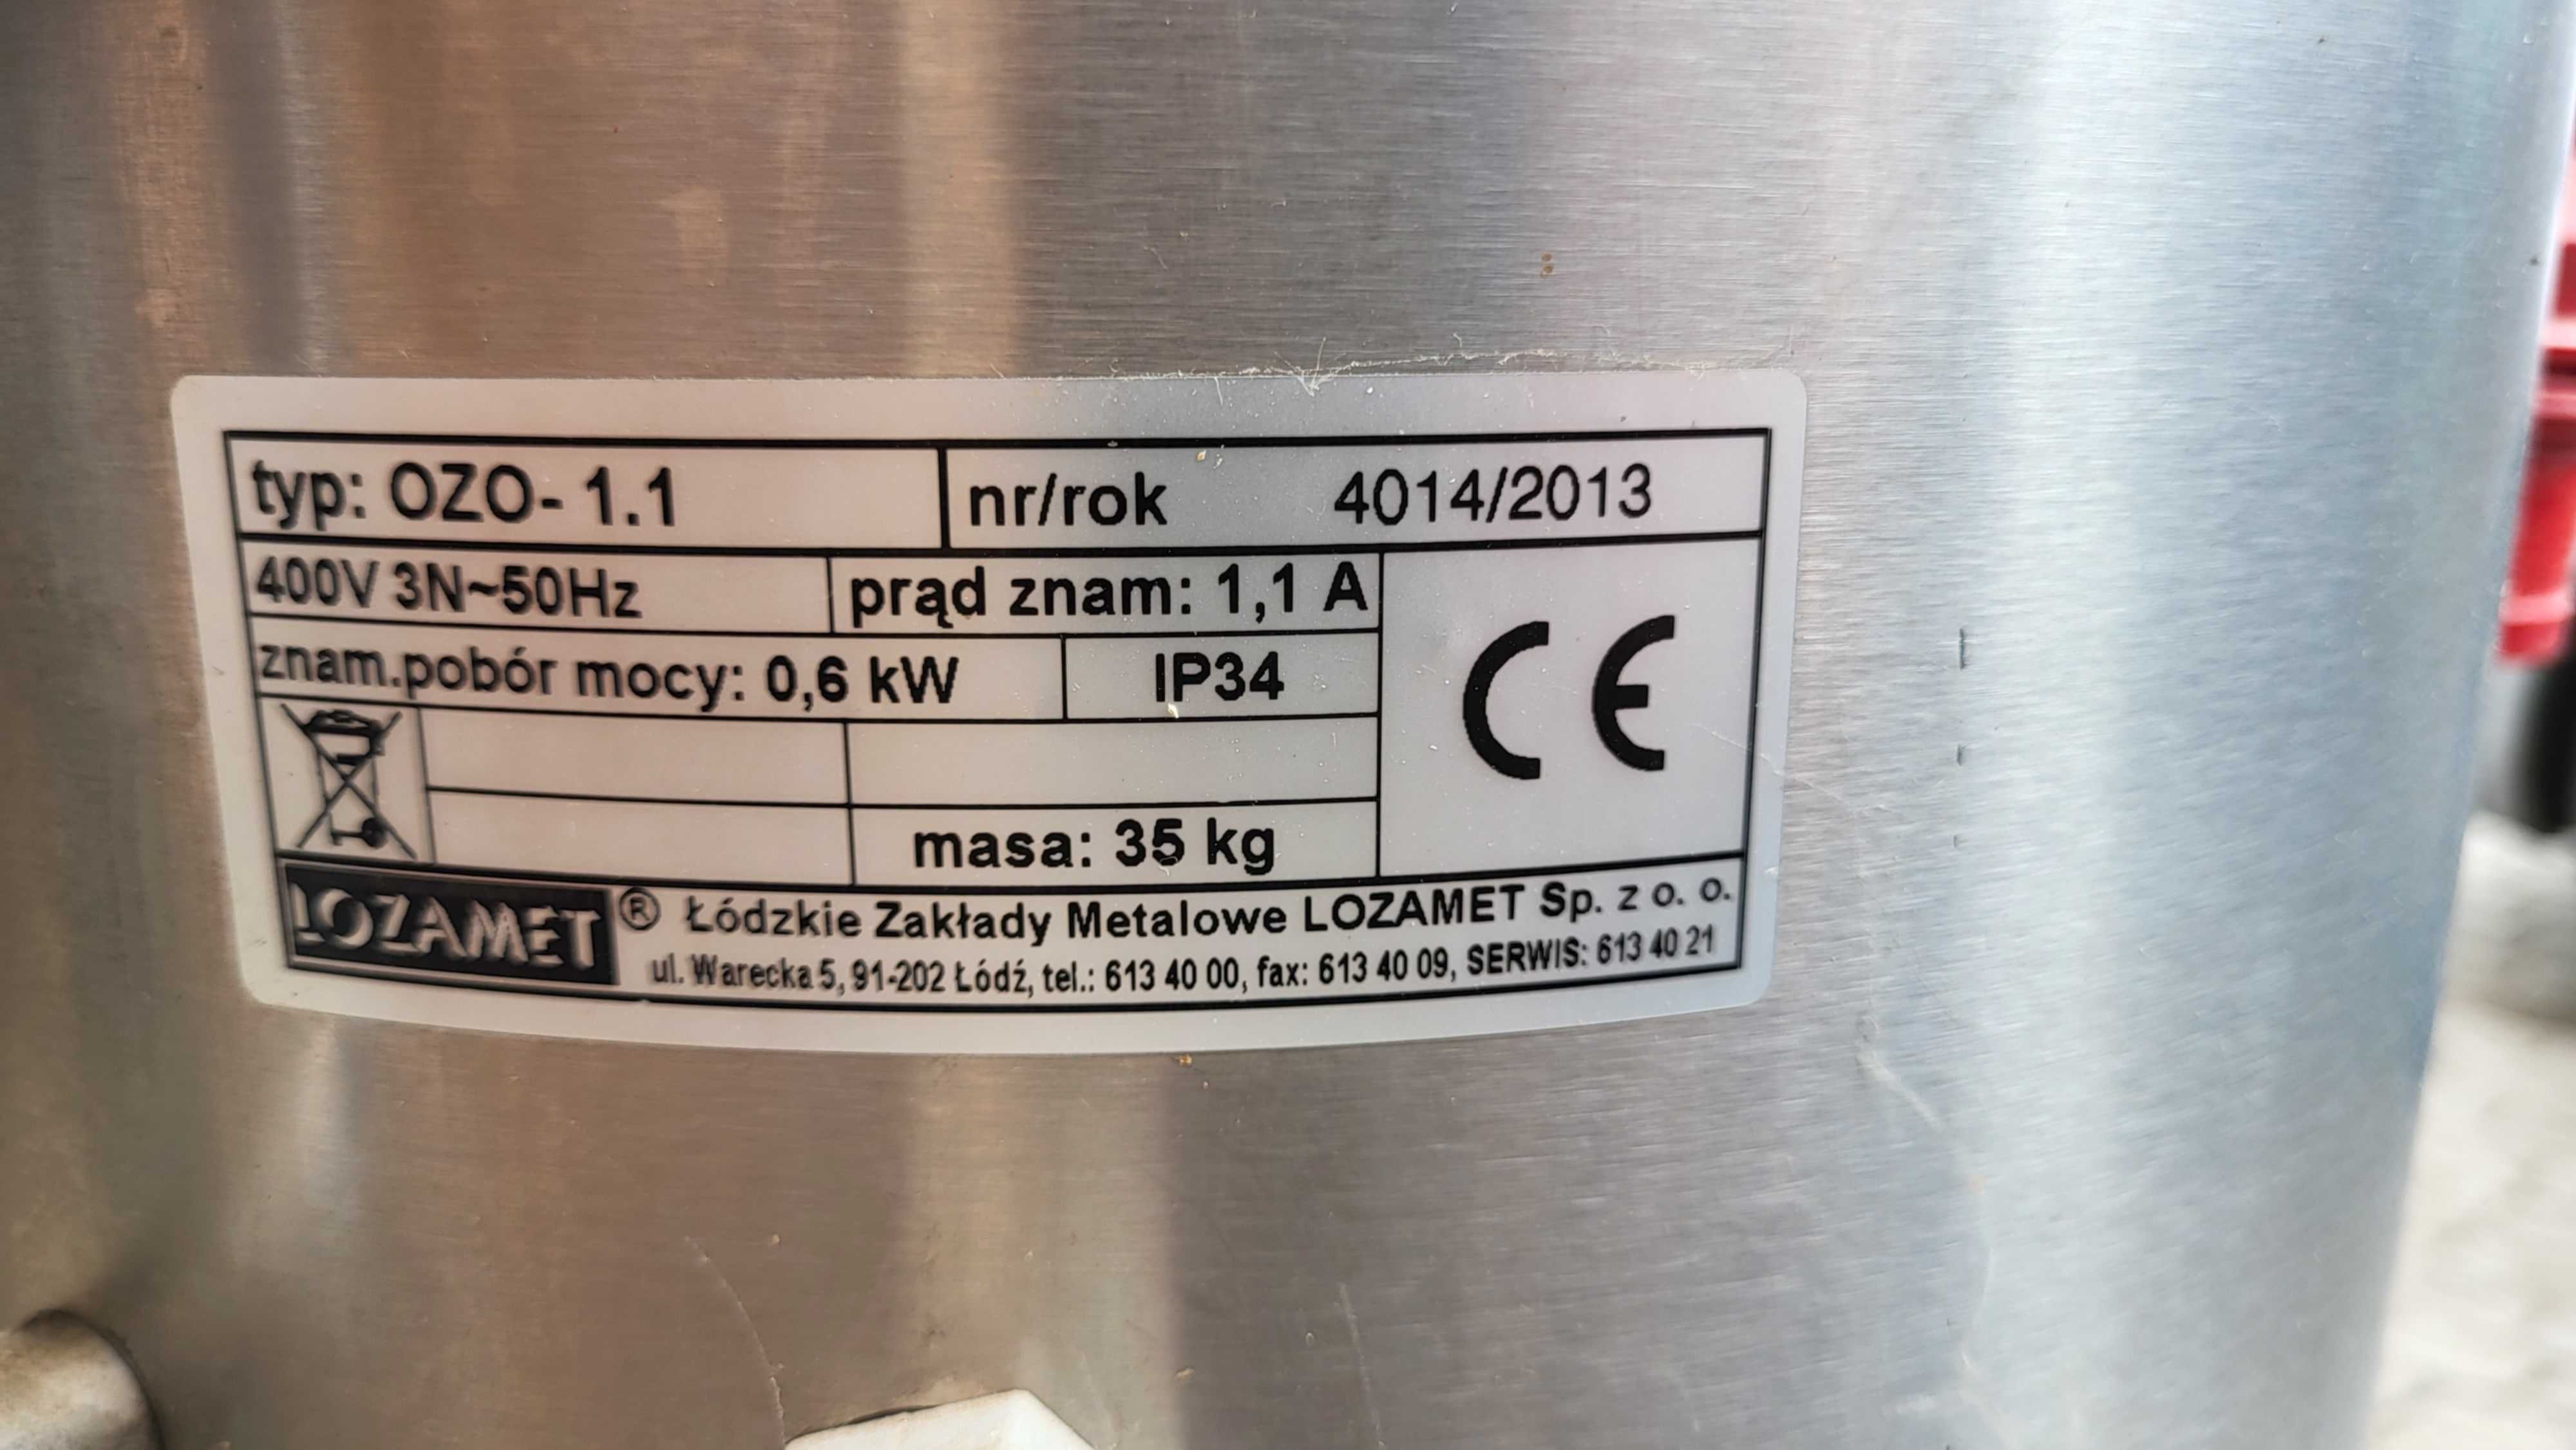 typ: OZO- 1.1 nr/rok 4014/2013
400V 3N~50Hz prąd znam: 1,1 A
znam.pobór mocy: 0,6 kW IP34
CE
masa: 35 kg
LOZAMET ® Łódzkie Zakłady Metalowe LOZAMET Sp. z o. o.
ul. Warecka 5, 91-202 Łódź, tel.: 613 40 00, fax: 613 40 09, SERWIS: 613 40 21